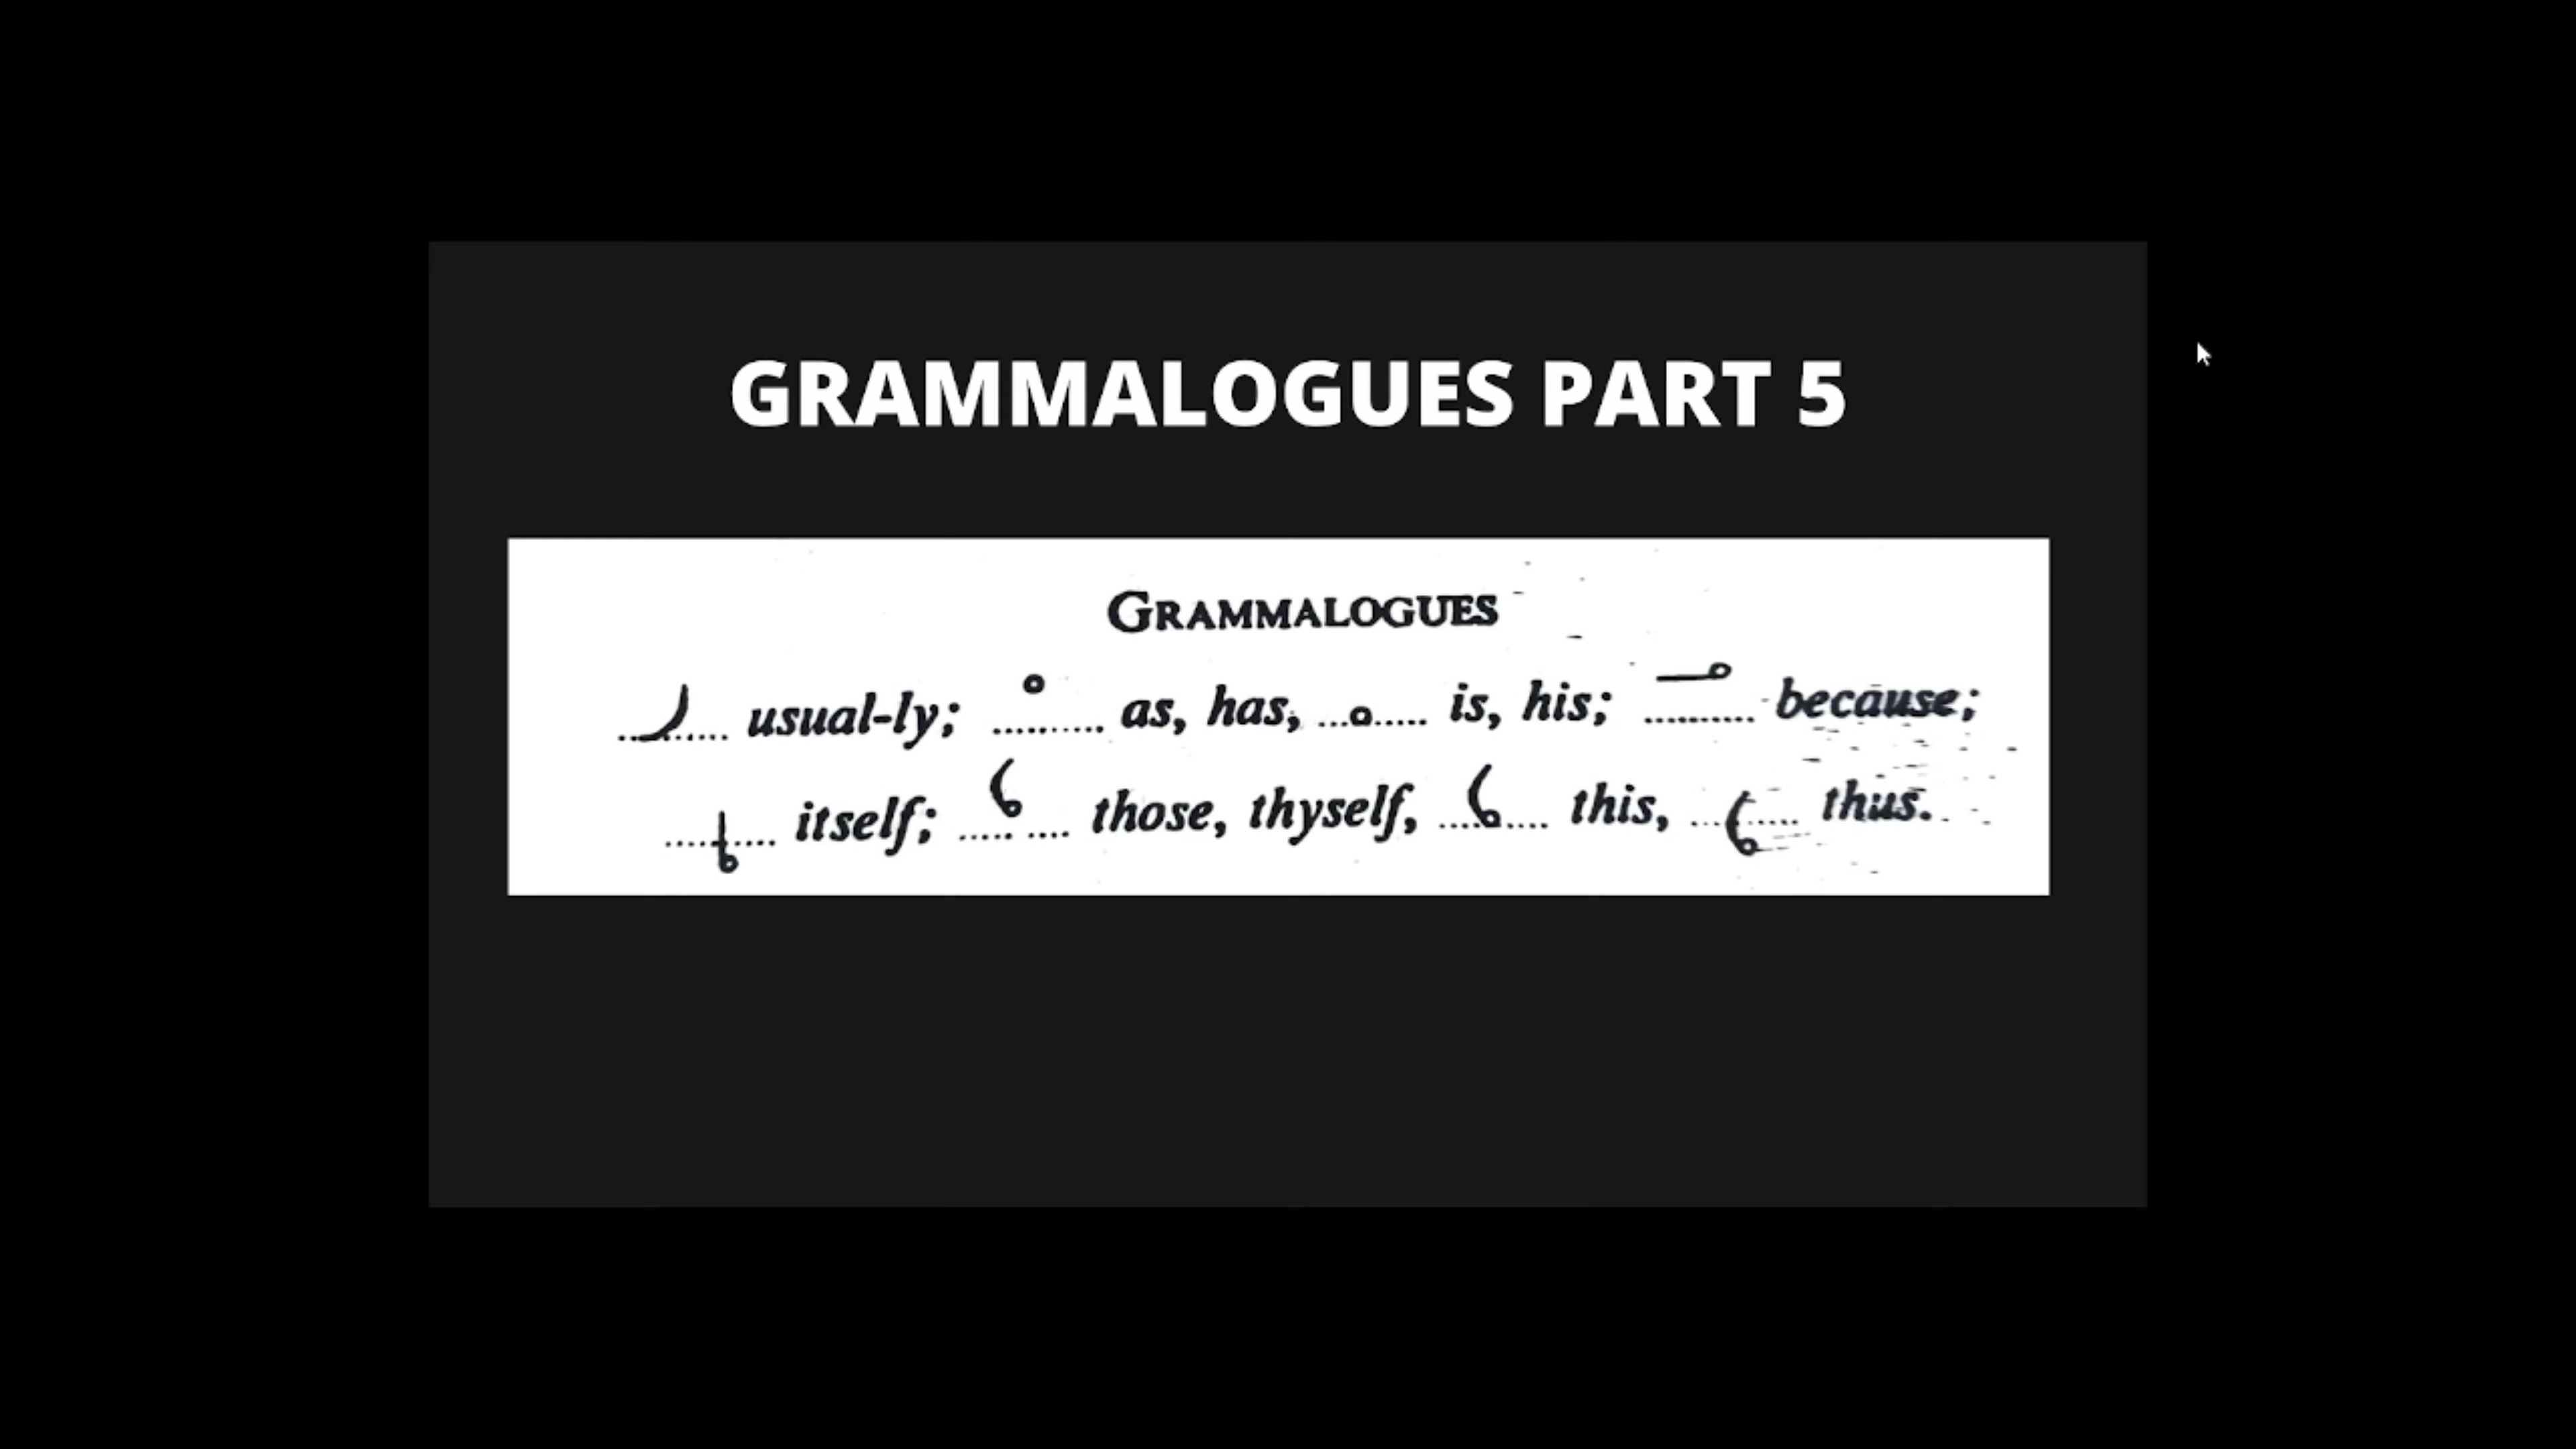 GRAMMALOGUES PART 5
GRAMMALOGUES
usual-ly; as, has, is, his; because;
itself; those, thyself, this, thus.